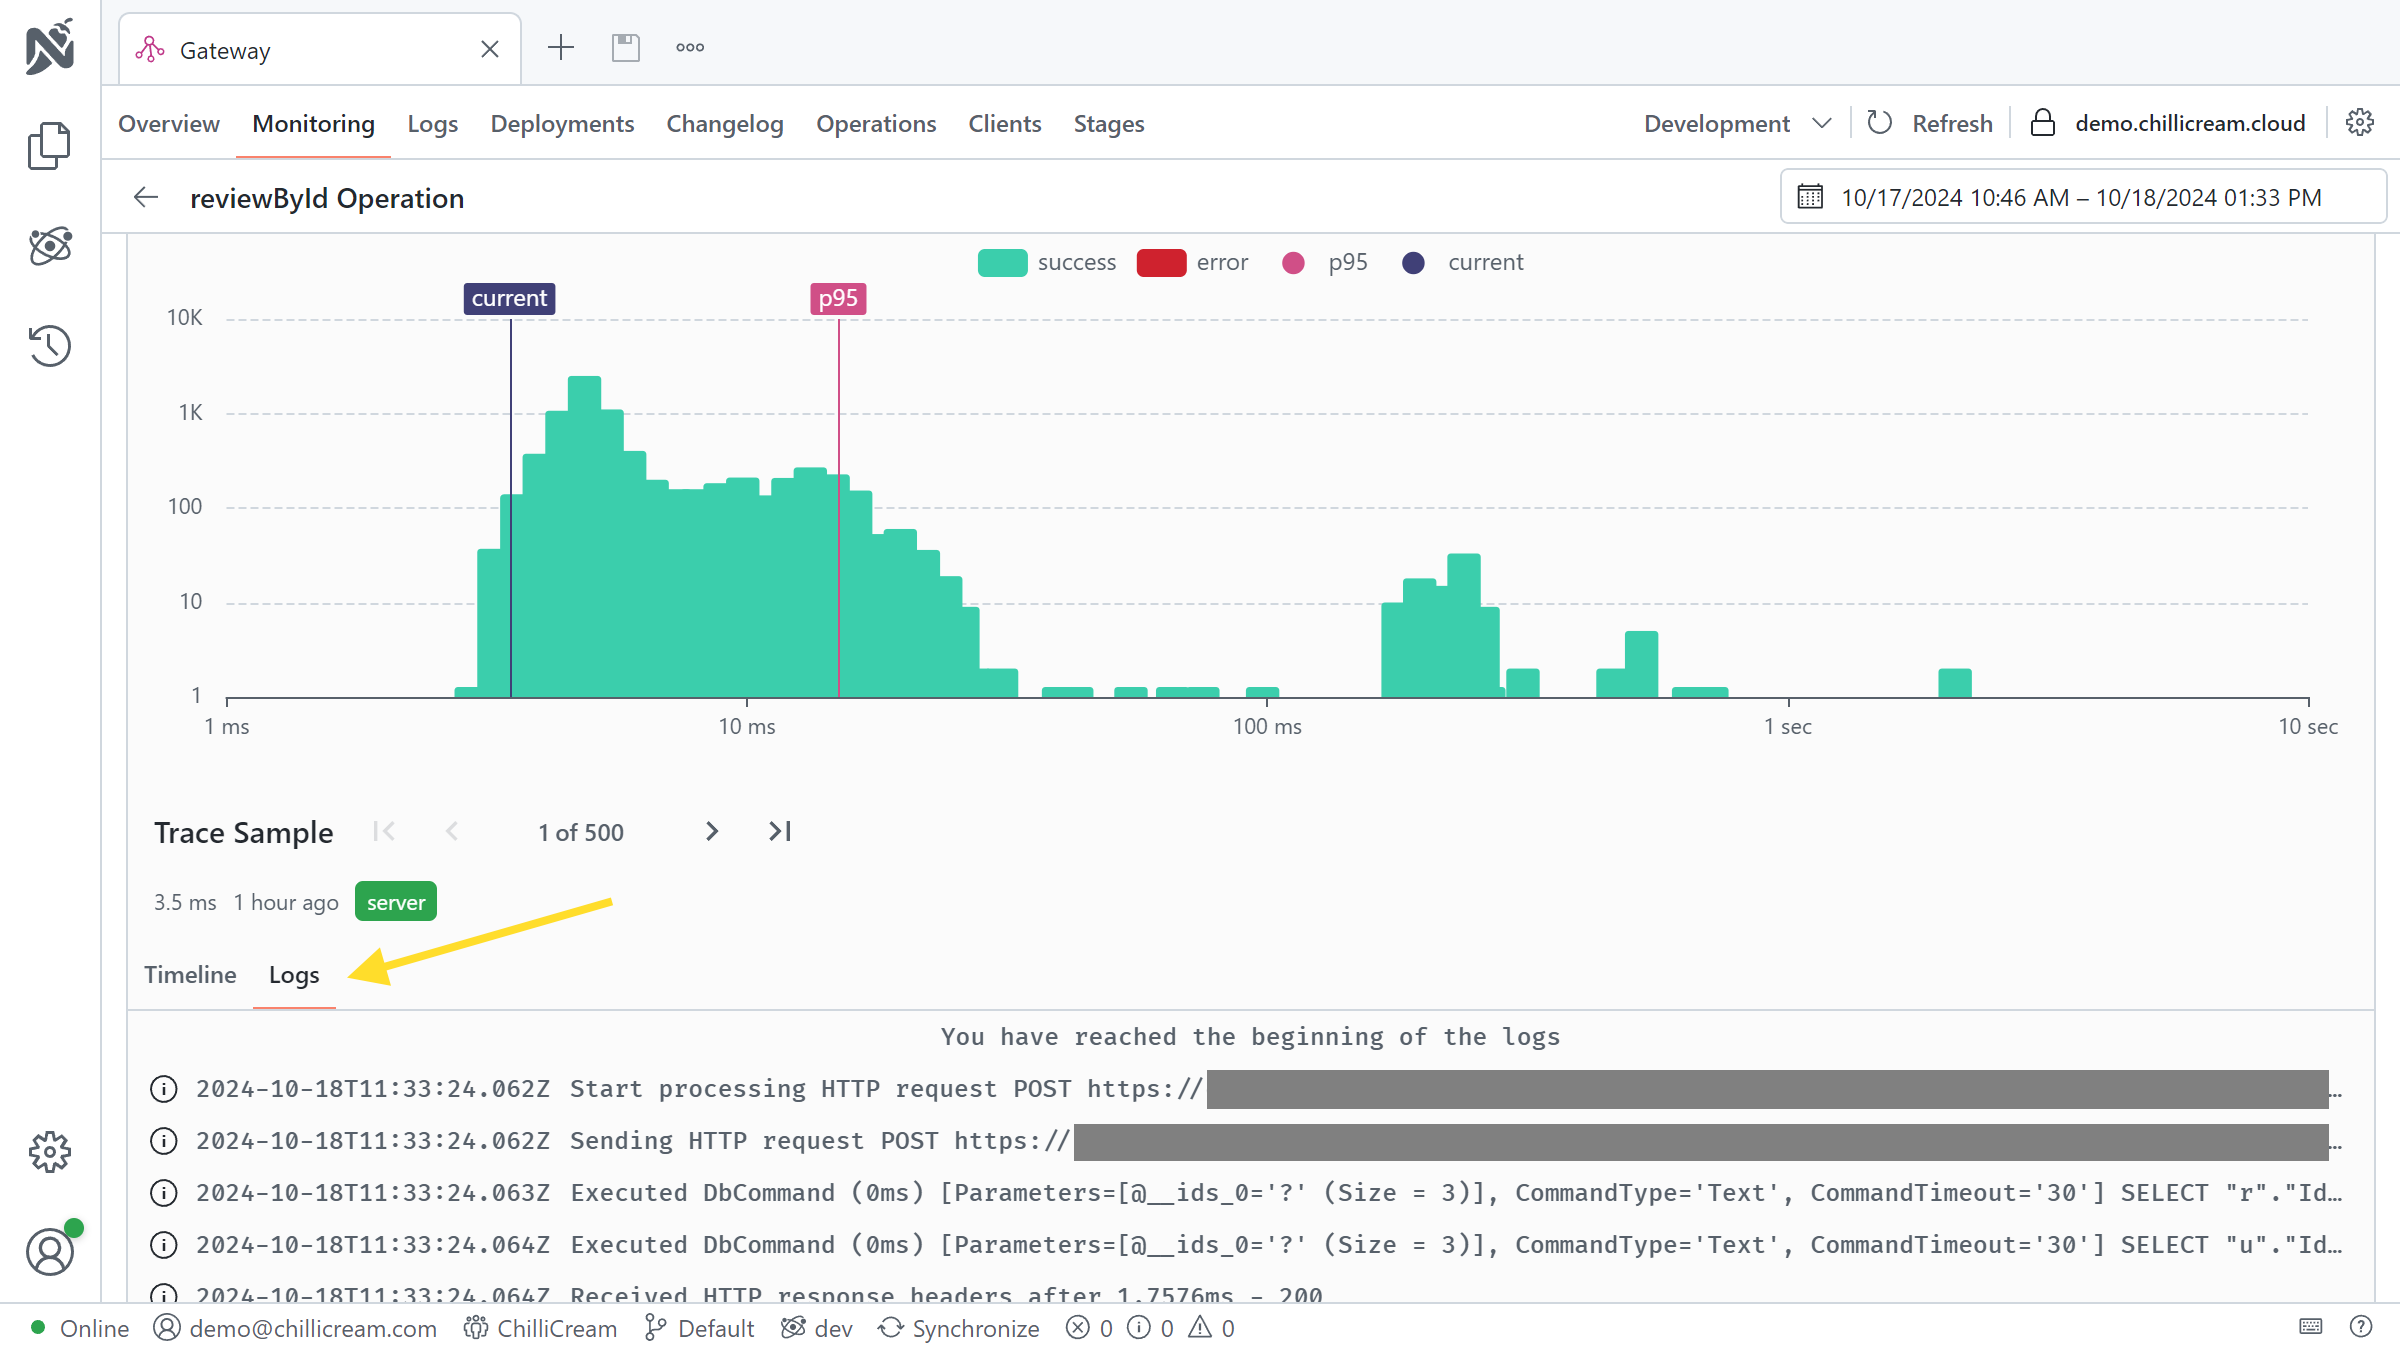 Gateway
Overview Monitoring Logs Deployments Changelog Operations Clients Stages Development Refresh demo.chillicream.cloud
reviewById Operation 10/17/2024 10:46 AM – 10/18/2024 01:33 PM
success error p95 current
current p95
10K
1K
100
10
1
1 ms 10 ms 100 ms 1 sec 10 sec
Trace Sample 1 of 500
3.5 ms 1 hour ago server
Timeline Logs
You have reached the beginning of the logs
2024-10-18T11:33:24.062Z Start processing HTTP request POST https:// …
2024-10-18T11:33:24.062Z Sending HTTP request POST https:// …
2024-10-18T11:33:24.063Z Executed DbCommand (0ms) [Parameters=[@__ids_0='?' (Size = 3)], CommandType='Text', CommandTimeout='30'] SELECT "r"."Id…
2024-10-18T11:33:24.064Z Executed DbCommand (0ms) [Parameters=[@__ids_0='?' (Size = 3)], CommandType='Text', CommandTimeout='30'] SELECT "u"."Id…
2024-10-18T11:33:24.064Z Received HTTP response headers after 1.7576ms - 200
Online demo@chillicream.com ChilliCream Default dev Synchronize 0 0 0